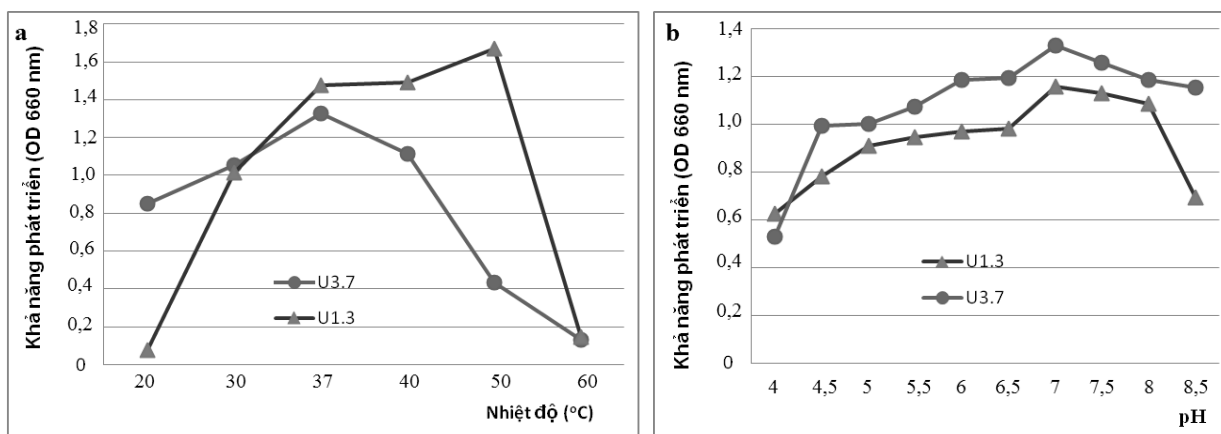 a
Khả năng phát triển (OD 660 nm)
1,8
1,6
1,4
1,2
1,0
0,8
0,6
0,4
0,2
0
U3.7
U1.3
20 30 37 40 50 60
Nhiệt độ (°C)
b
Khả năng phát triển (OD 660 nm)
1,4
1,2
1,0
0,8
0,6
0,4
0,2
0
U1.3
U3.7
4 4,5 5 5,5 6 6,5 7 7,5 8 8,5
pH